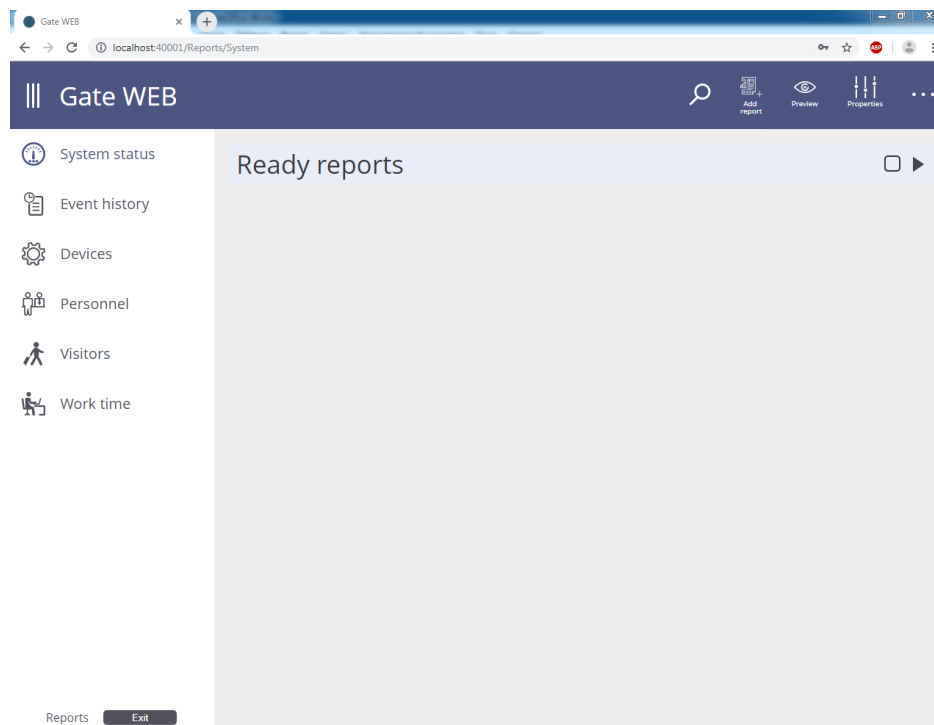 Gate WEB
localhost:40001/Reports/System
ABP
Gate WEB
Add
report
Preview
Properties
System status
Event history
Devices
Personnel
Visitors
Work time
Ready reports
Reports
Exit